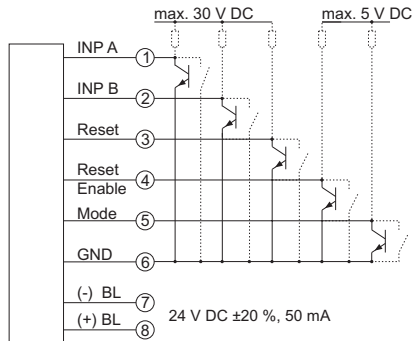 max. 30 V DC
max. 5 V DC
INP A
1
INP B
2
Reset
3
Reset
Enable
4
Mode
5
GND
6
(-) BL
7
24 V DC ±20 %, 50 mA
(+) BL
8